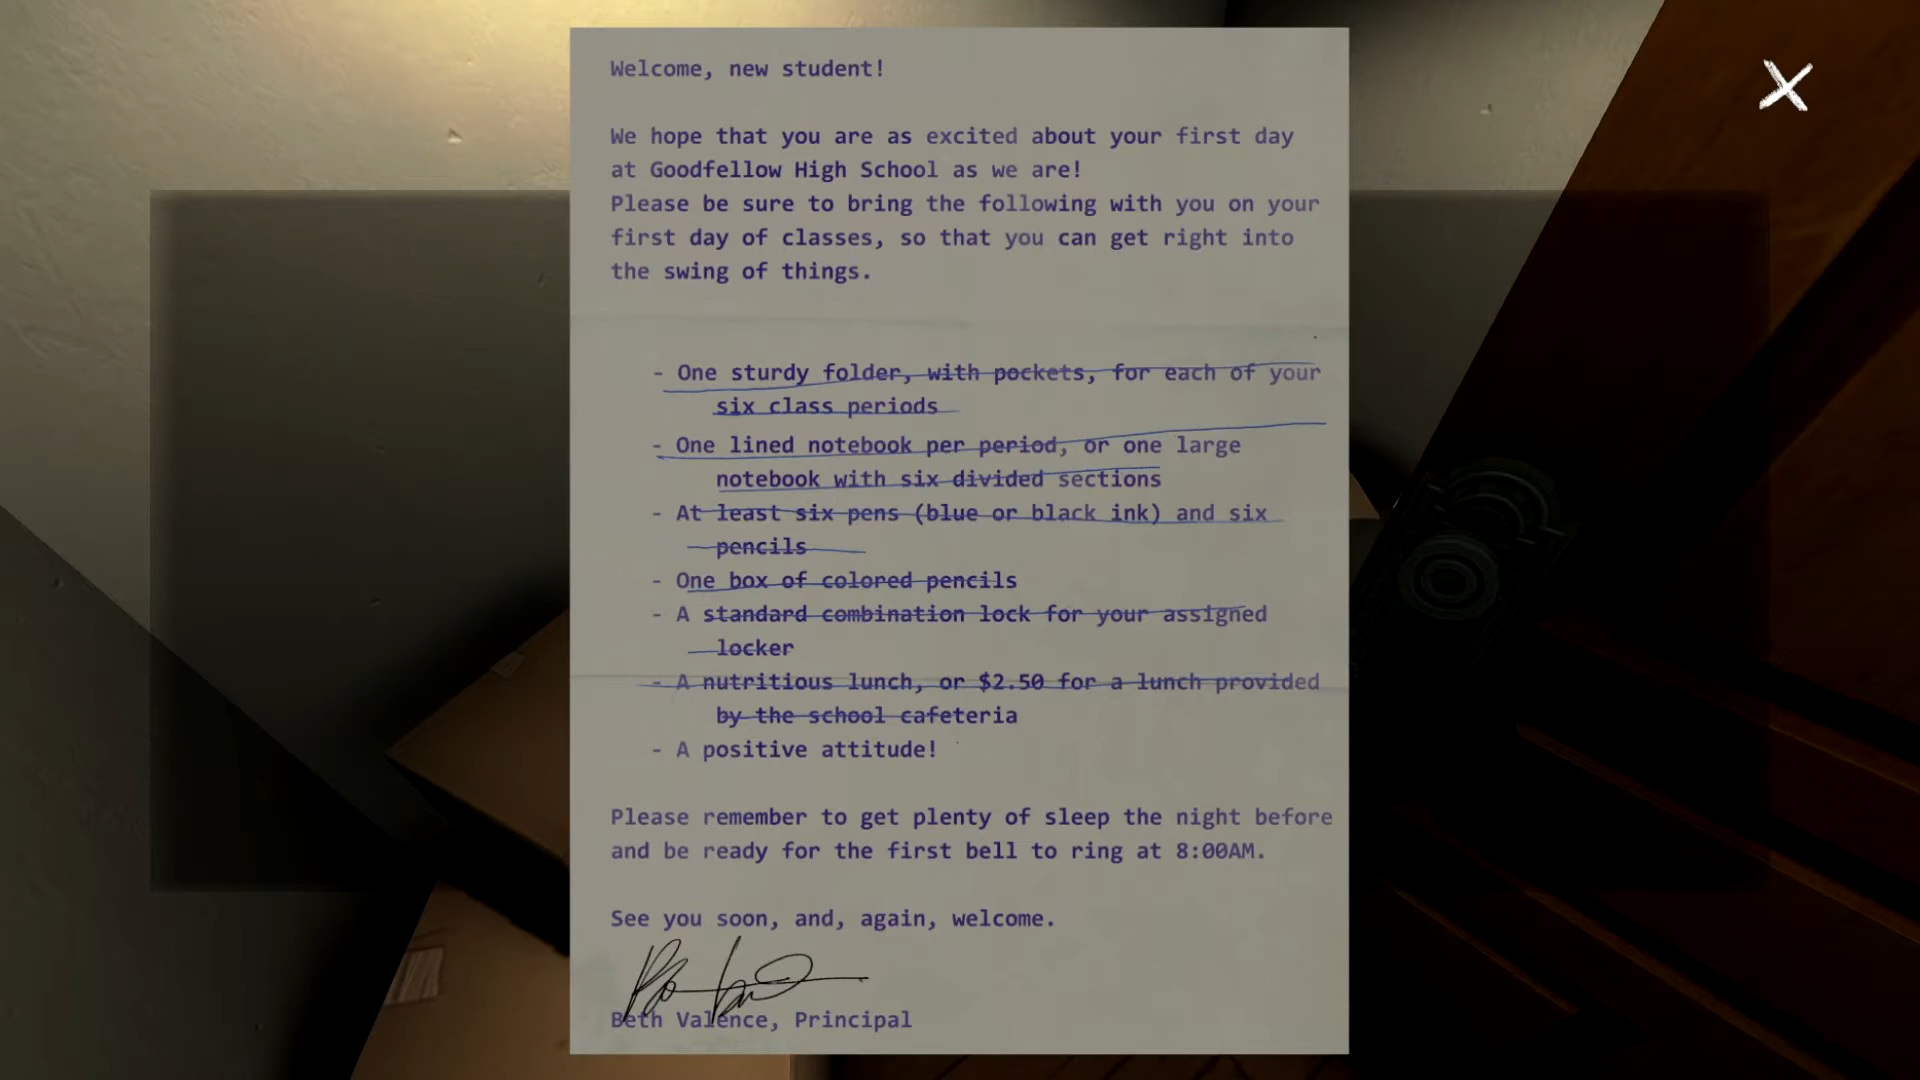 Welcome, new student!
We hope that you are as excited about your first day
at Goodfellow High School as we are!
Please be sure to bring the following with you on your
first day of classes, so that you can get right into
the swing of things.
- One sturdy folder, with pockets, for each of your
six class periods
- One lined notebook per period, or one large
notebook with six divided sections
- At least six pens (blue or black ink) and six
pencils
- One box of colored pencils
- A standard combination lock for your assigned
locker
- A nutritious lunch, or $2.50 for a lunch provided
by the school cafeteria
- A positive attitude!
Please remember to get plenty of sleep the night before
and be ready for the first bell to ring at 8:00AM.
See you soon, and, again, welcome.
Beth Valence, Principal